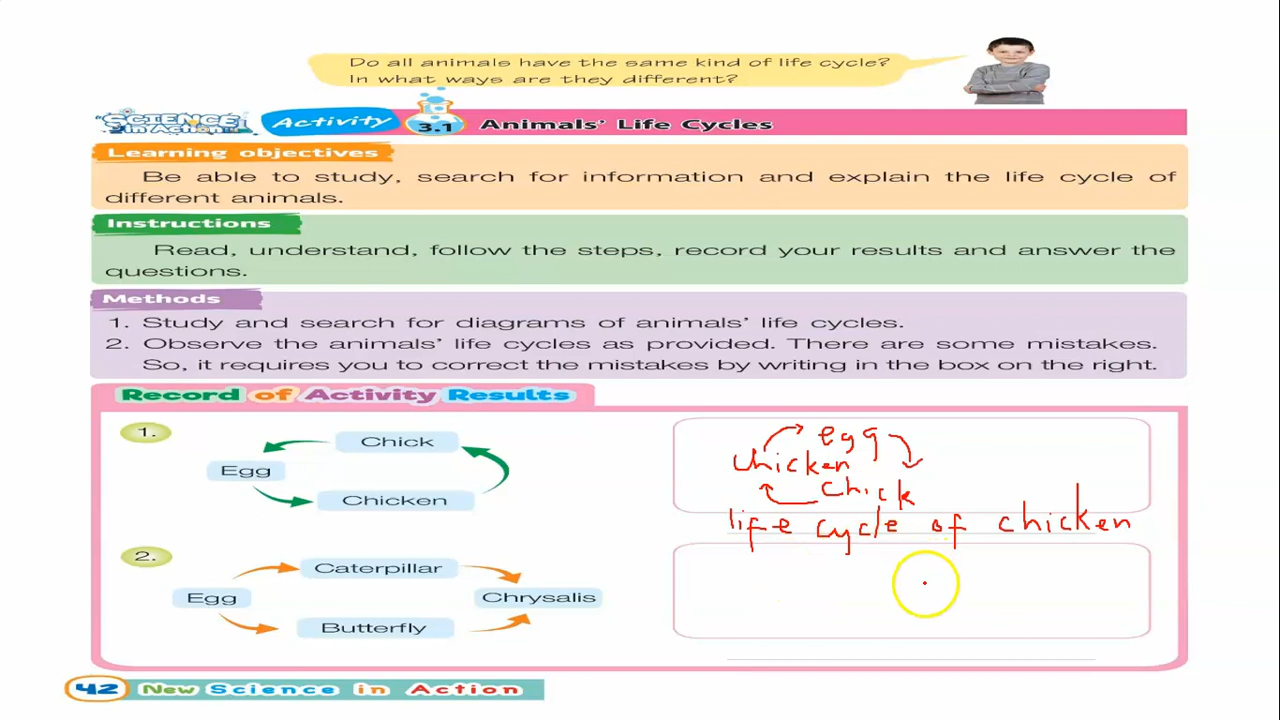 Do all animals have the same kind of life cycle?
In what ways are they different?
SCIENCE in Action
Activity 3.1 Animals' Life Cycles
Learning objectives
Be able to study, search for information and explain the life cycle of
different animals.
Instructions
Read, understand, follow the steps, record your results and answer the
questions.
Methods
1. Study and search for diagrams of animals' life cycles.
2. Observe the animals' life cycles as provided. There are some mistakes.
So, it requires you to correct the mistakes by writing in the box on the right.
Record of Activity Results
1.
Chick
Egg
Chicken
egg
chicken
chick
life cycle of chicken
2.
Caterpillar
Egg
Chrysalis
Butterfly
42 New Science in Action